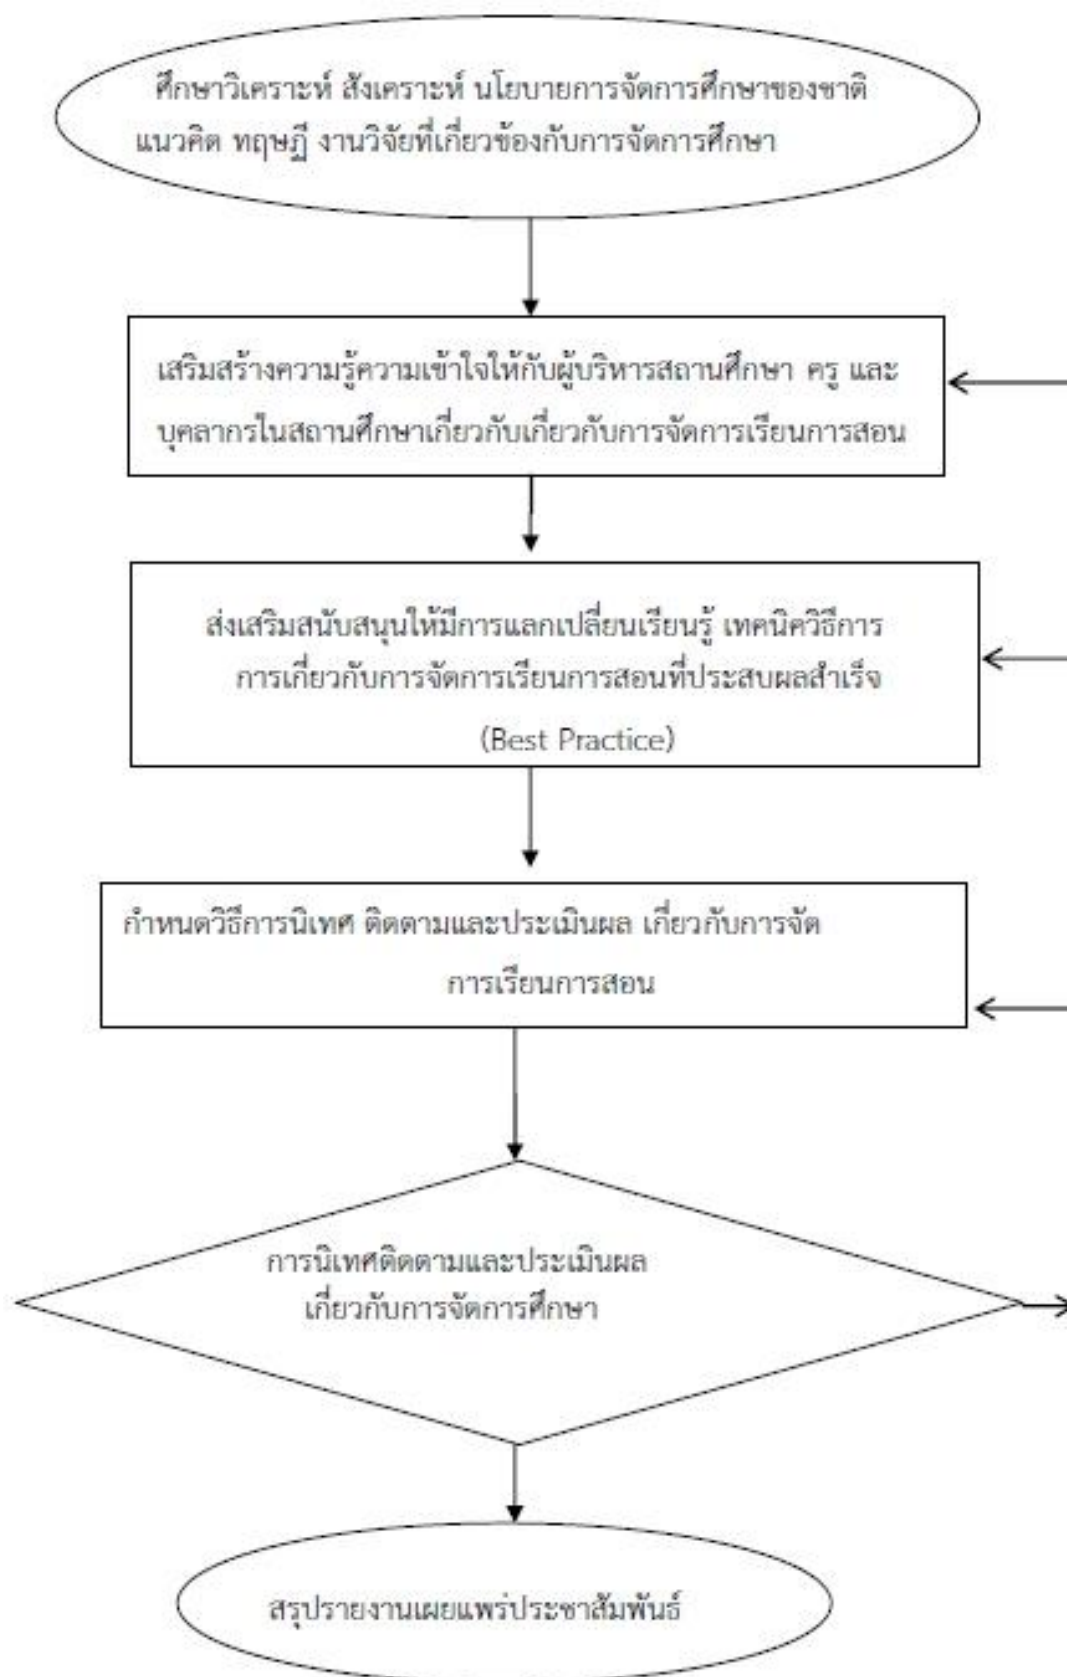 ศึกษาวิเคราะห์ สังเคราะห์ นโยบายการจัดการศึกษาของชาติ
แนวคิด ทฤษฎี งานวิจัยที่เกี่ยวข้องกับการจัดการศึกษา
เสริมสร้างความรู้ความเข้าใจให้กับผู้บริหารสถานศึกษา ครู และ
บุคลากรในสถานศึกษาเกี่ยวกับเกี่ยวกับการจัดการเรียนการสอน
ส่งเสริมสนับสนุนให้มีการแลกเปลี่ยนเรียนรู้ เทคนิควิธีการ
การเกี่ยวกับการจัดการเรียนการสอนที่ประสบผลสำเร็จ
(Best Practice)
กำหนดวิธีการนิเทศ ติดตามและประเมินผล เกี่ยวกับการจัด
การเรียนการสอน
การนิเทศติดตามและประเมินผล
เกี่ยวกับการจัดการศึกษา
สรุปรายงานเผยแพร่ประชาสัมพันธ์